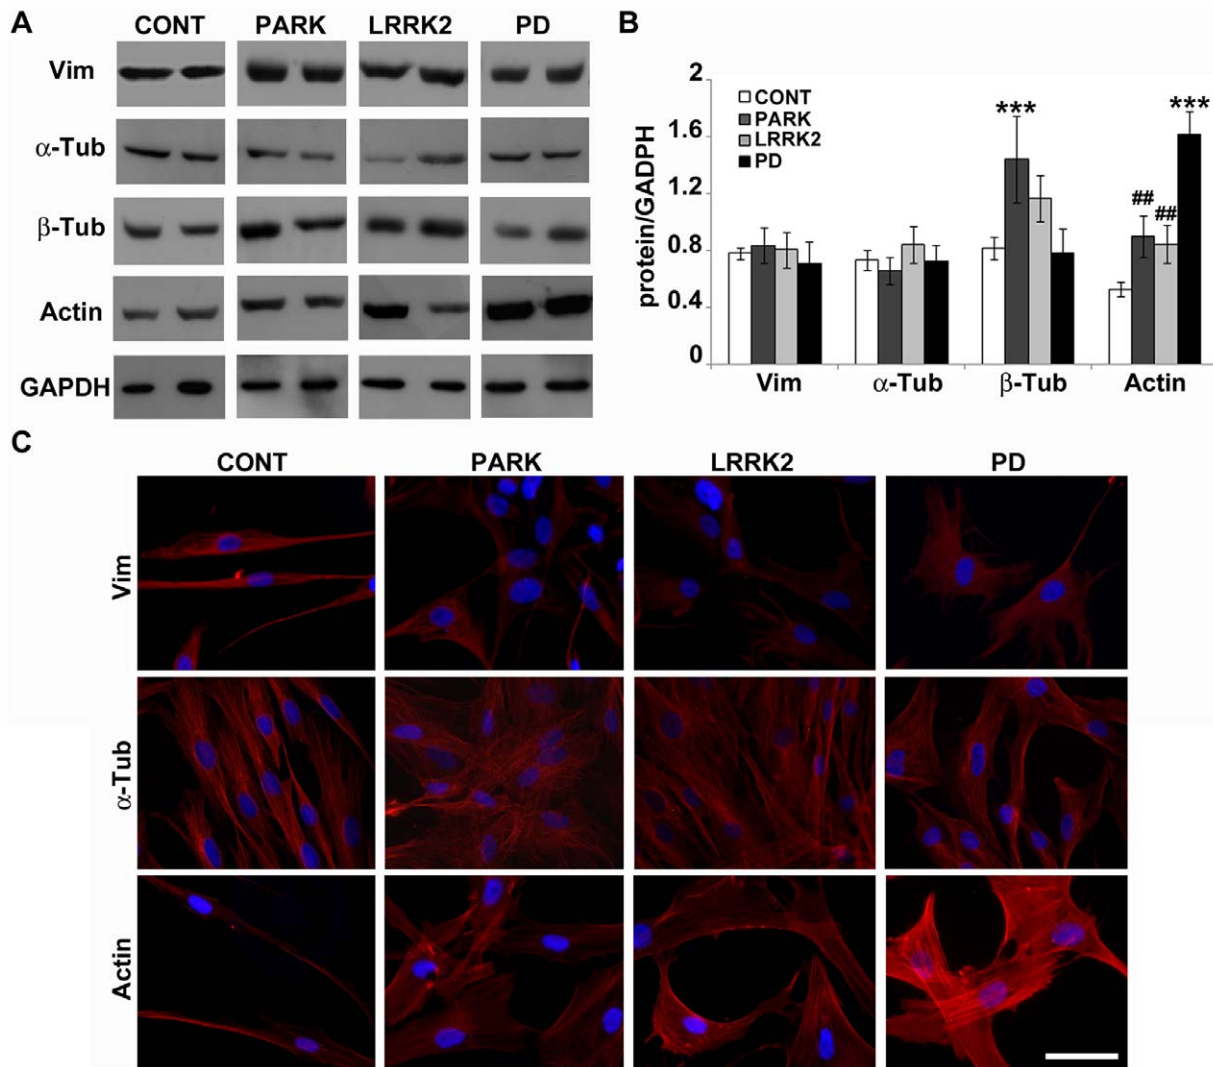 A
CONT PARK LRRK2 PD
Vim
α-Tub
β-Tub
Actin
GAPDH
B
protein/GADPH
2
1.6
1.2
0.8
0.4
0
CONT
PARK
LRRK2
PD
***
##
##
***
Vim α-Tub β-Tub Actin
C
CONT PARK LRRK2 PD
Vim
α-Tub
Actin